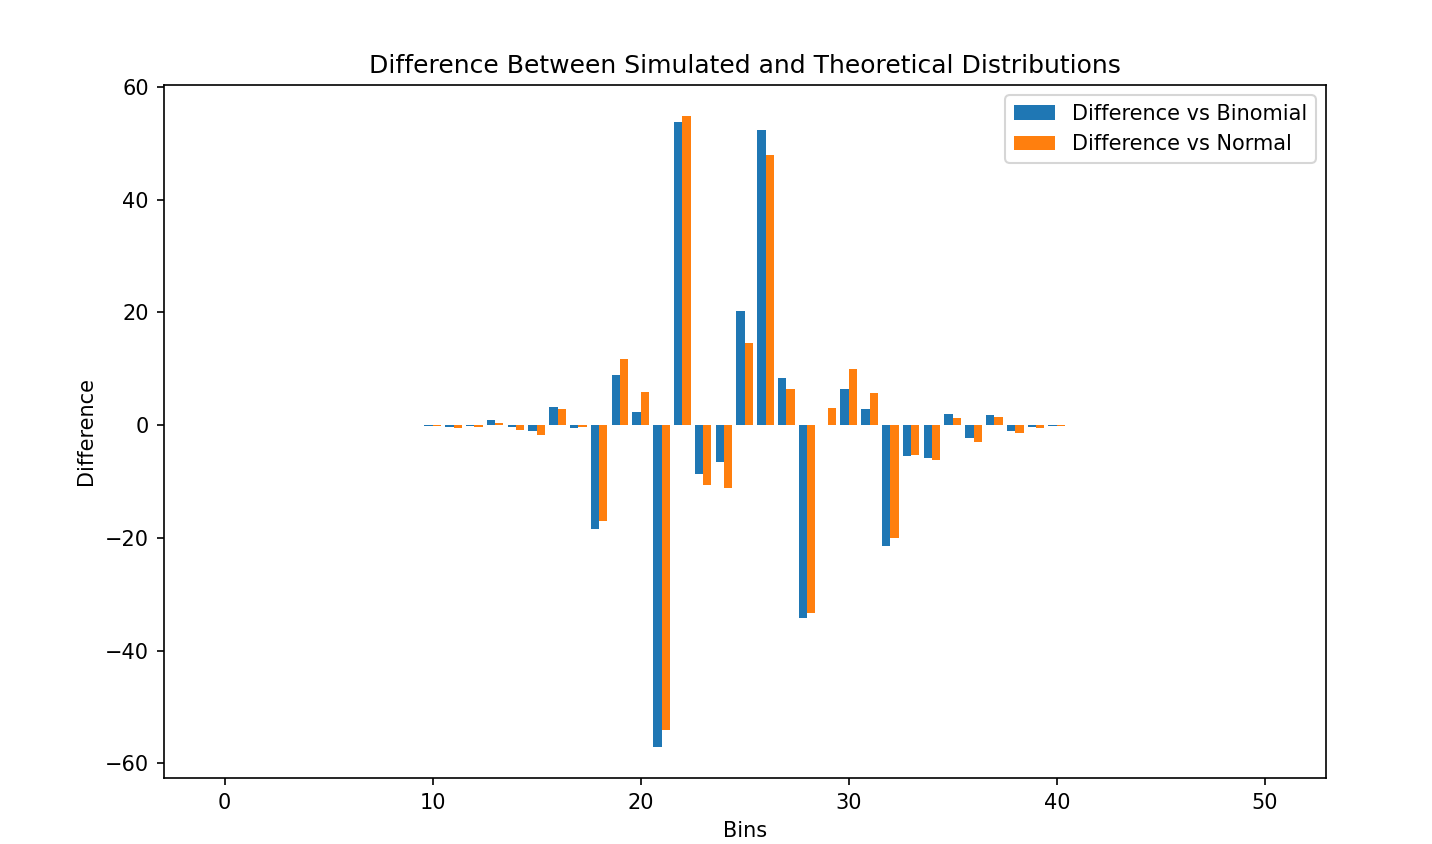 Difference Between Simulated and Theoretical Distributions
Difference vs Binomial
Difference vs Normal
60
40
20
0
−20
−40
−60
Difference
0 10 20 30 40 50
Bins